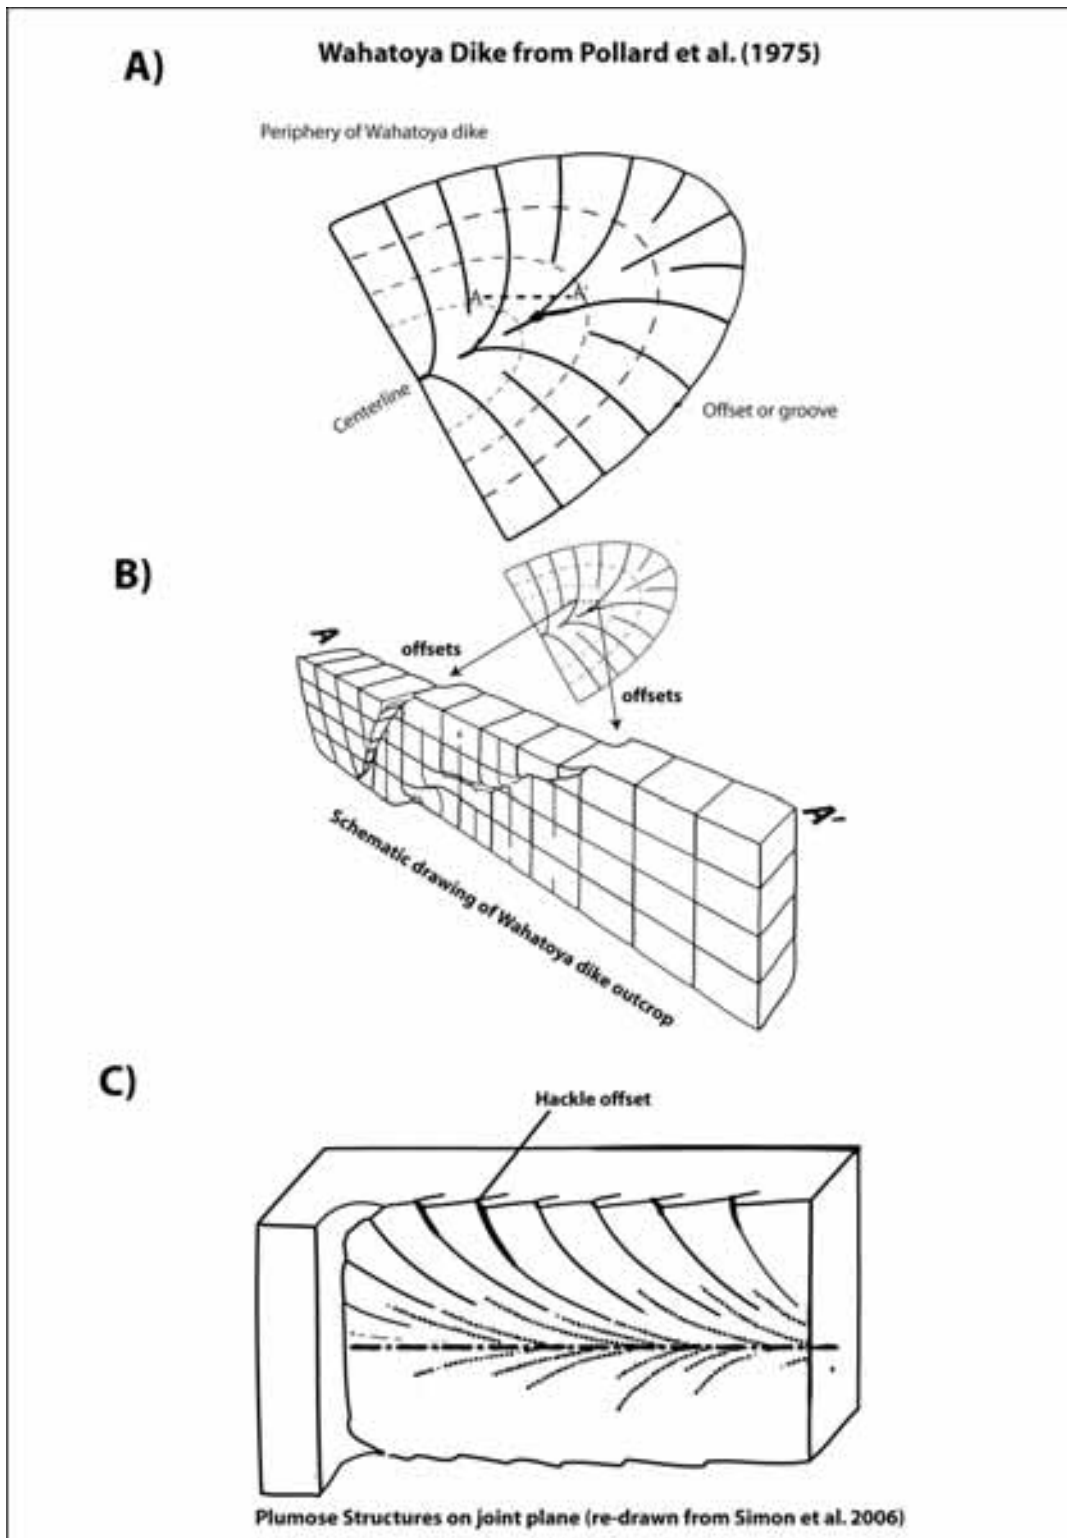 A)
Wahatoya Dike from Pollard et al. (1975)
Periphery of Wahatoya dike
A
A'
Centerline
Offset or groove
B)
A
offsets
offsets
A'
Schematic drawing of Wahatoya dike outcrop
C)
Hackle offset
Plumose Structures on joint plane (re-drawn from Simon et al. 2006)